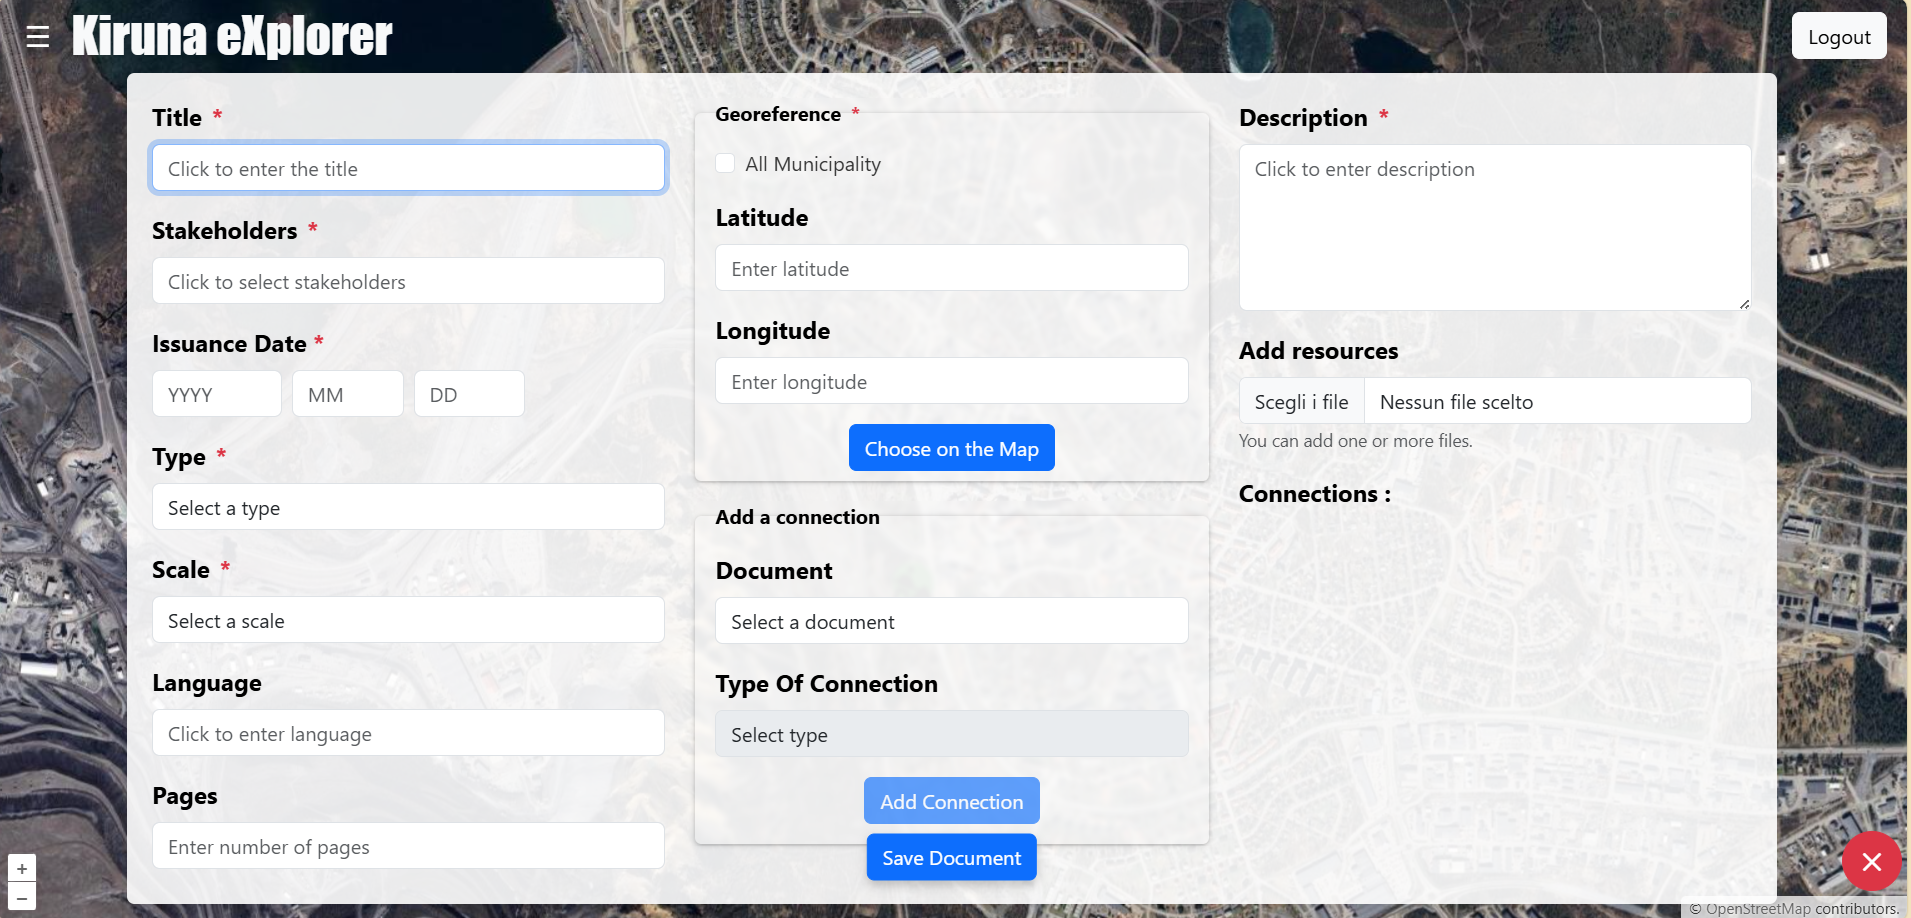 Kiruna eXplorer
Logout
Title *
Click to enter the title
Stakeholders *
Click to select stakeholders
Issuance Date *
YYYY MM DD
Type *
Select a type
Scale *
Select a scale
Language
Click to enter language
Pages
Enter number of pages
Georeference *
All Municipality
Latitude
Enter latitude
Longitude
Enter longitude
Choose on the Map
Add a connection
Document
Select a document
Type Of Connection
Select type
Add Connection
Save Document
Description *
Click to enter description
Add resources
Scegli i file Nessun file scelto
You can add one or more files.
Connections :
+
−
© OpenStreetMap contributors.